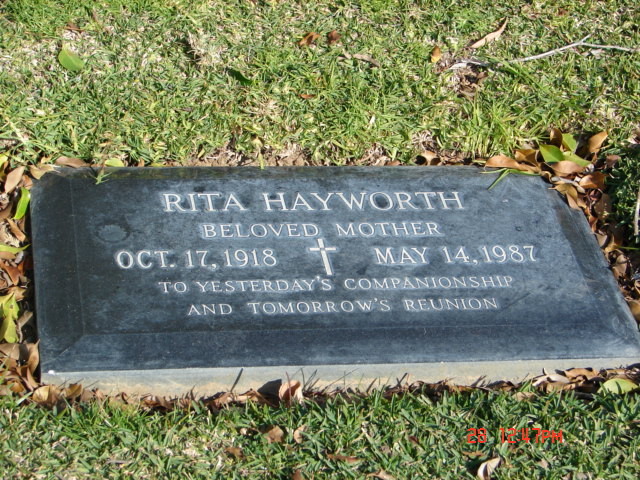 RITA HAYWORTH
BELOVED MOTHER
OCT. 17, 1918 MAY 14, 1987
TO YESTERDAY'S COMPANIONSHIP
AND TOMORROW'S REUNION
28 12:47PM